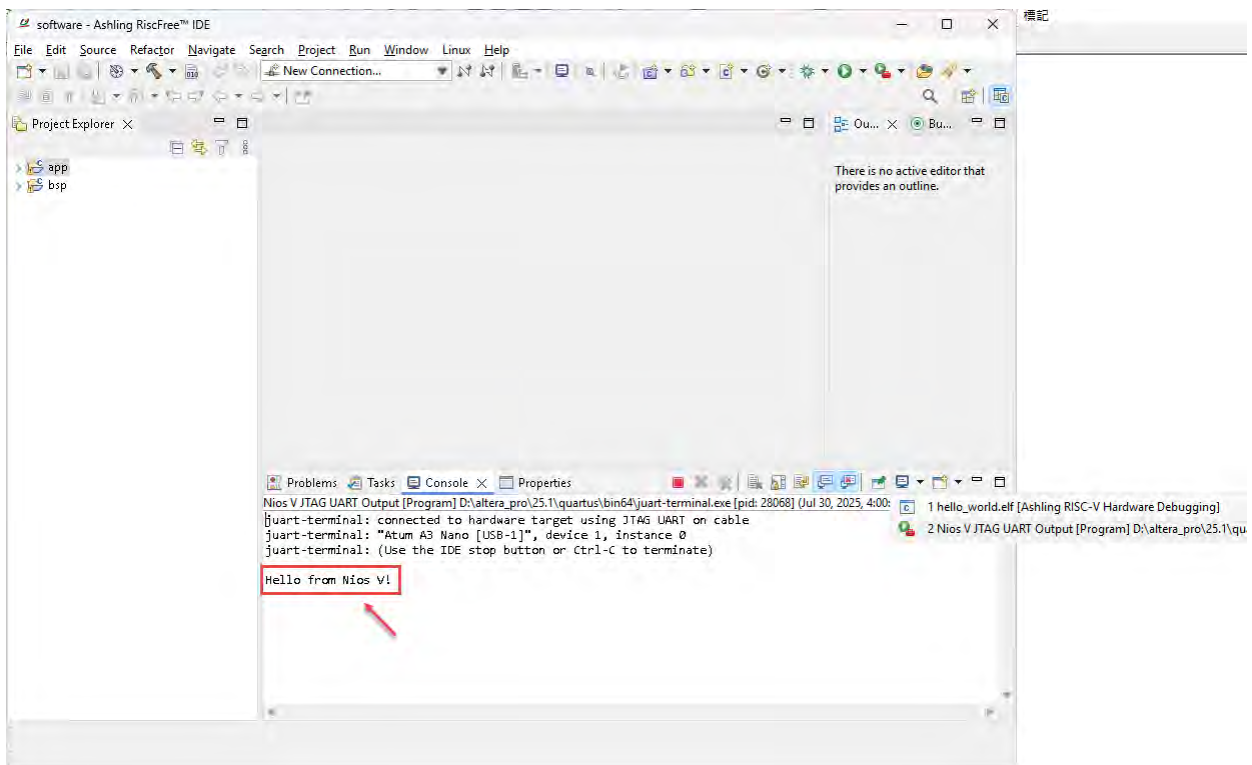 software - Ashling RiscFree™ IDE
標記
File Edit Source Refactor Navigate Search Project Run Window Linux Help
New Connection...
Project Explorer
Ou...
Bu...
app
bsp
There is no active editor that
provides an outline.
Problems Tasks Console Properties
Nios V JTAG UART Output [Program] D:\altera_pro\25.1\quartus\bin64\juart-terminal.exe [pid: 28068] (Jul 30, 2025, 4:00:
juart-terminal: connected to hardware target using JTAG UART on cable
juart-terminal: "Atum A3 Nano [USB-1]", device 1, instance 0
juart-terminal: (Use the IDE stop button or Ctrl-C to terminate)
Hello from Nios V!
1 hello_world.elf [Ashling RISC-V Hardware Debugging]
2 Nios V JTAG UART Output [Program] D:\altera_pro\25.1\qu